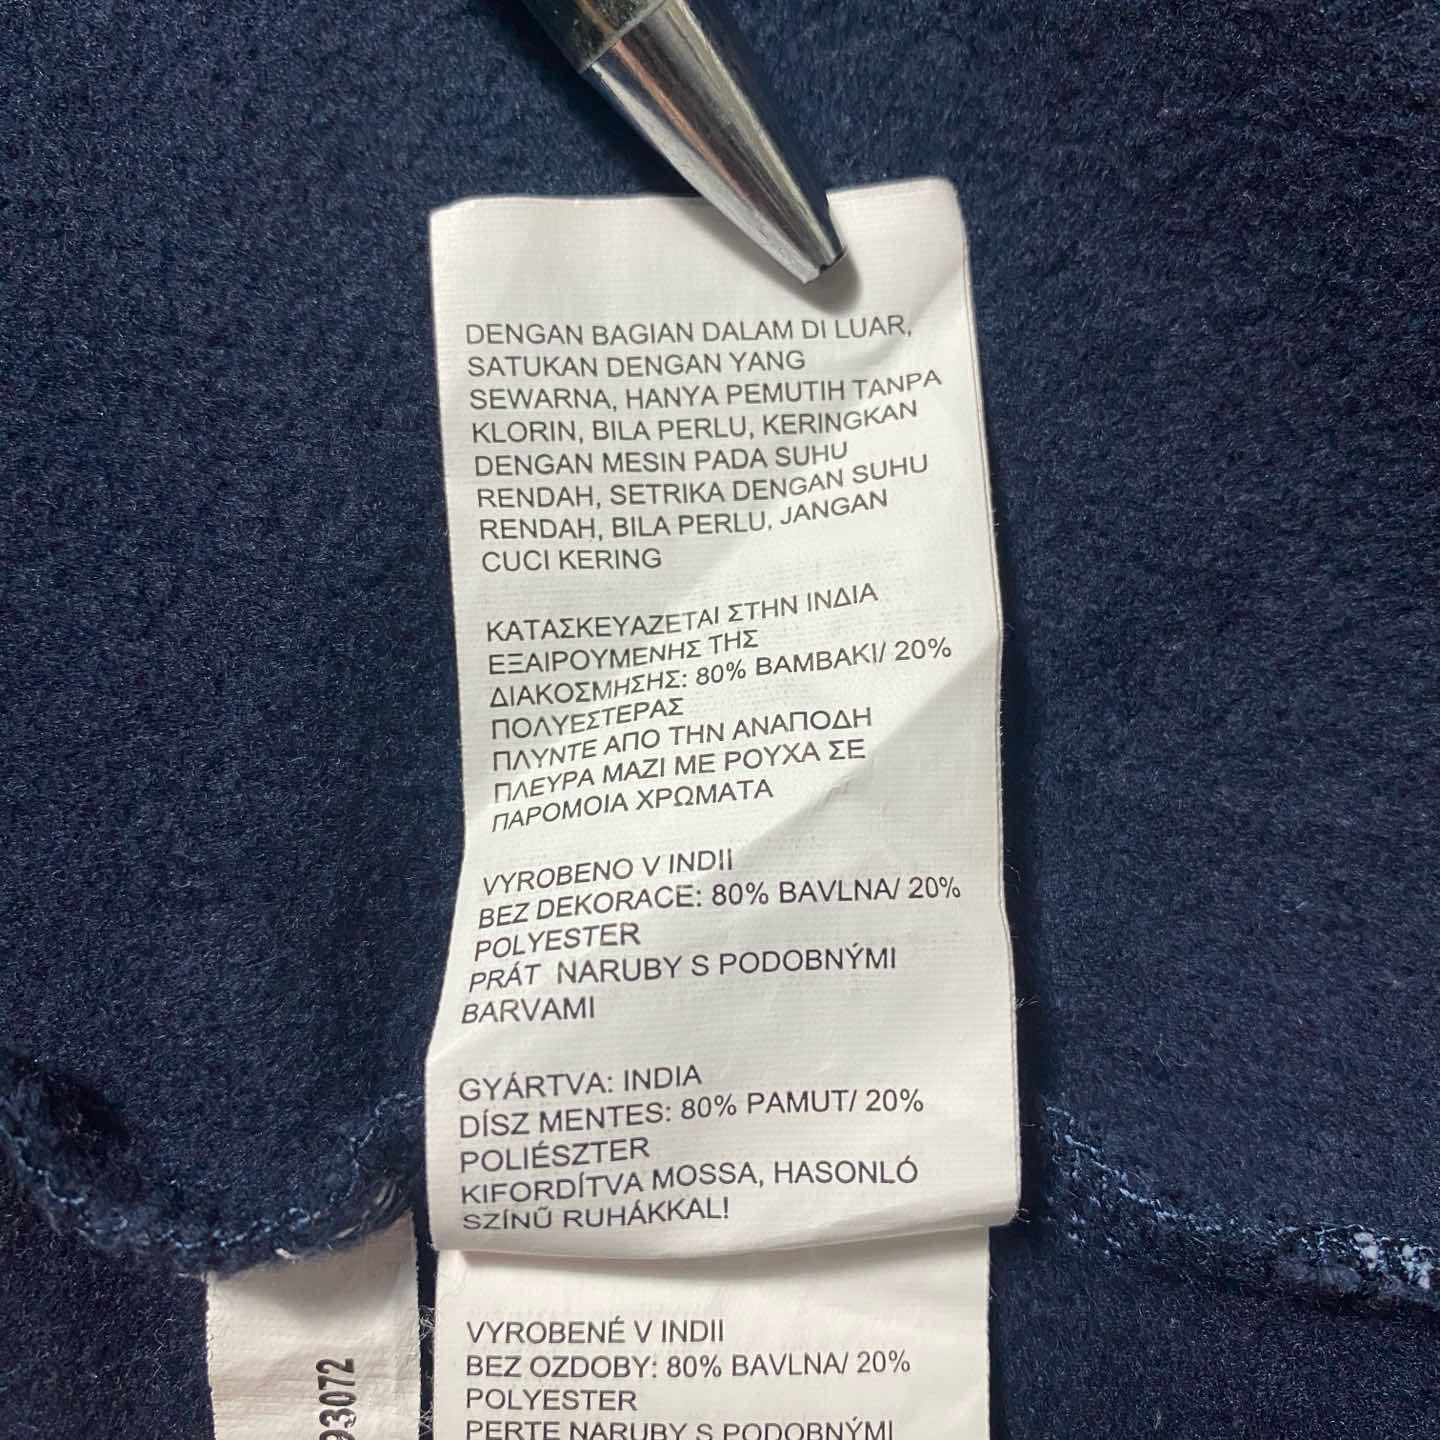 DENGAN BAGIAN DALAM DI LUAR,
SATUKAN DENGAN YANG
SEWARNA, HANYA PEMUTIH TANPA
KLORIN, BILA PERLU, KERINGKAN
DENGAN MESIN PADA SUHU
RENDAH, SETRIKA DENGAN SUHU
RENDAH, BILA PERLU, JANGAN
CUCI KERING
ΚΑΤΑΣΚΕΥΑΖΕΤΑΙ ΣΤΗΝ ΙΝΔΙΑ
ΕΞΑΙΡΟΥΜΕΝΗΣ ΤΗΣ
ΔΙΑΚΟΣΜΗΣΗΣ: 80% ΒΑΜΒΑΚΙ/ 20%
ΠΟΛΥΕΣΤΕΡΑΣ
ΠΛΥΝΤΕ ΑΠΟ ΤΗΝ ΑΝΑΠΟΔΗ
ΠΛΕΥΡΑ ΜΑΖΙ ΜΕ ΡΟΥΧΑ ΣΕ
ΠΑΡΟΜΟΙΑ ΧΡΩΜΑΤΑ
VYROBENO V INDII
BEZ DEKORACE: 80% BAVLNA/ 20%
POLYESTER
PRÁT NARUBY S PODOBNÝMI
BARVAMI
GYÁRTVA: INDIA
DÍSZ MENTES: 80% PAMUT/ 20%
POLIÉSZTER
KIFORDÍTVA MOSSA, HASONLÓ
SZÍNŰ RUHÁKKAL!
VYROBENÉ V INDII
BEZ OZDOBY: 80% BAVLNA/ 20%
POLYESTER
PERTE NARUBY S PODOBNÝMI
93072